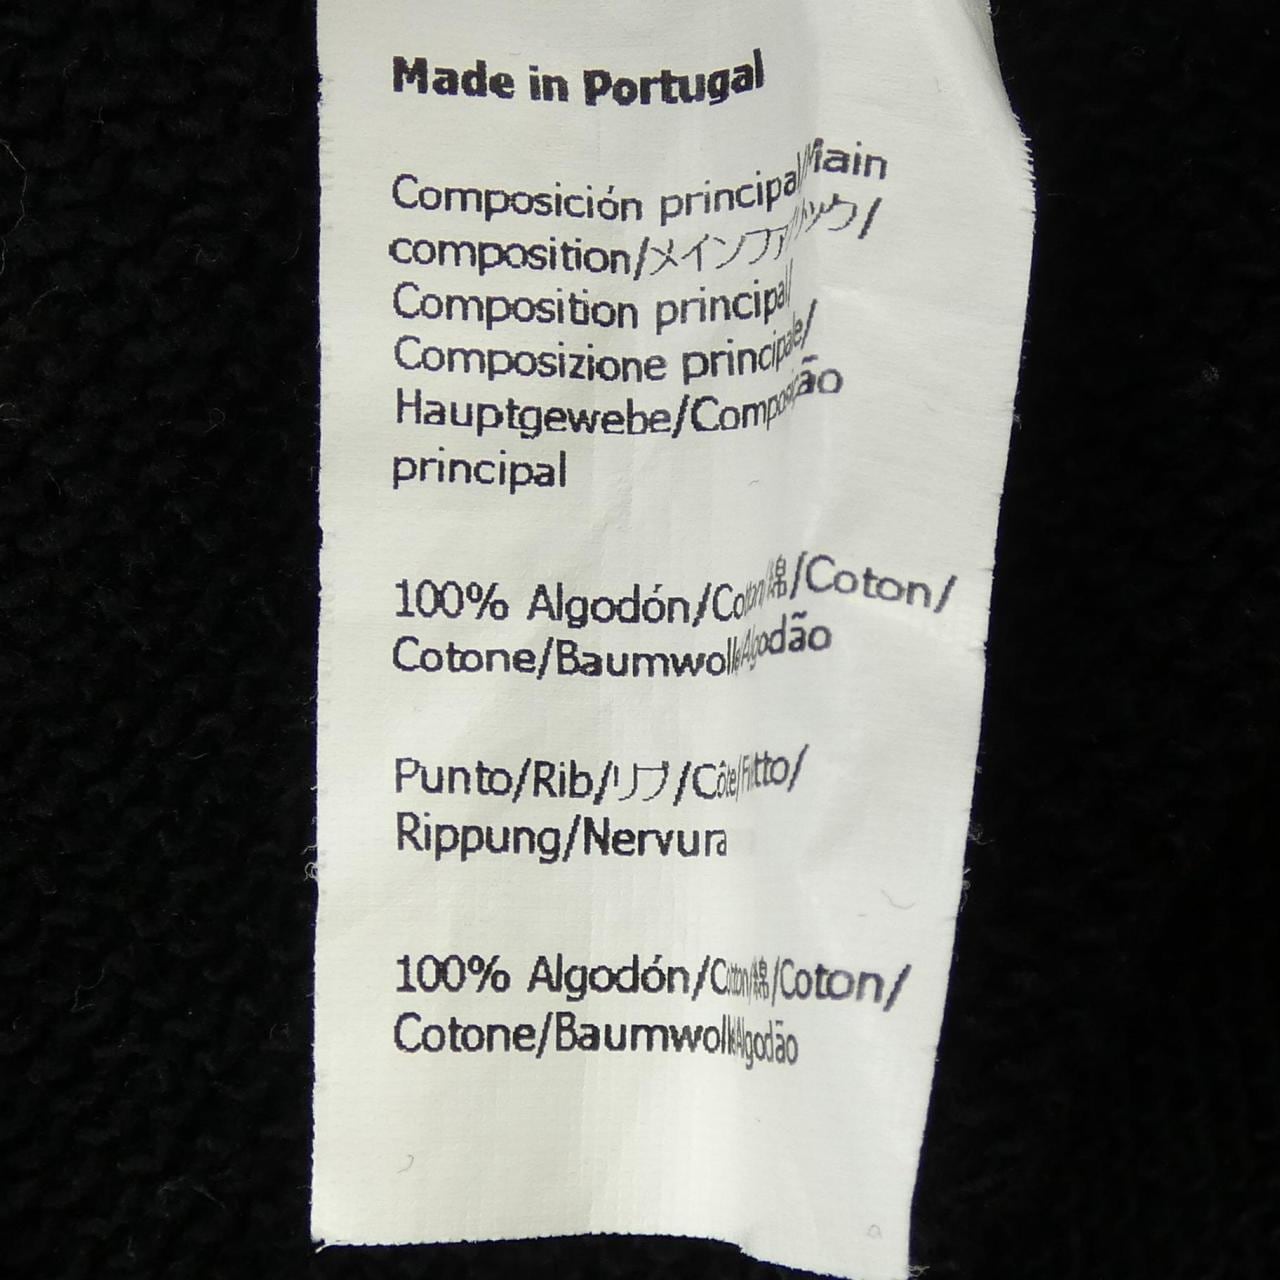 Made in Portugal
Composición principal/Main
composition/メインファブリック/
Composition principal/
Composizione principale/
Hauptgewebe/Composição
principal
100% Algodón/Cotton/綿/Coton/
Cotone/Baumwolle/Algodão
Punto/Rib/リブ/Côte/Fitto/
Rippung/Nervura
100% Algodón/Cotton/綿/Coton/
Cotone/Baumwolle/Algodão